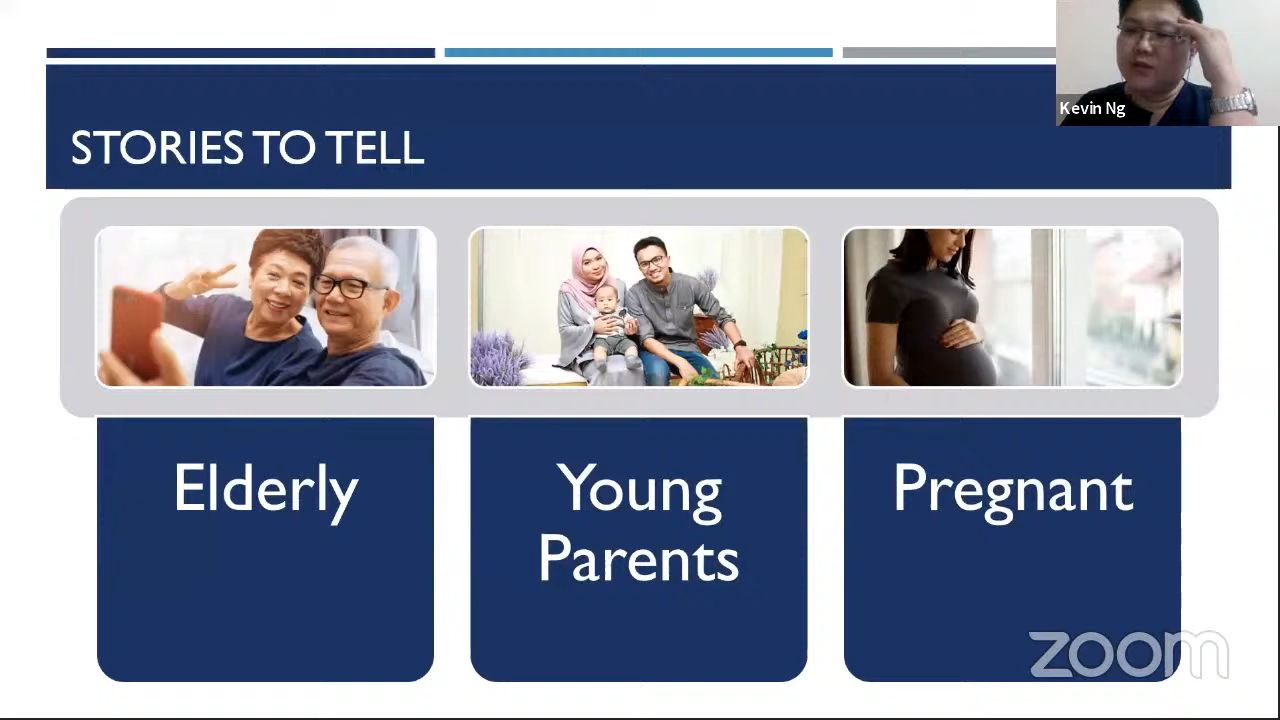 Kevin Ng
STORIES TO TELL
Elderly
Young
Parents
Pregnant
zoom